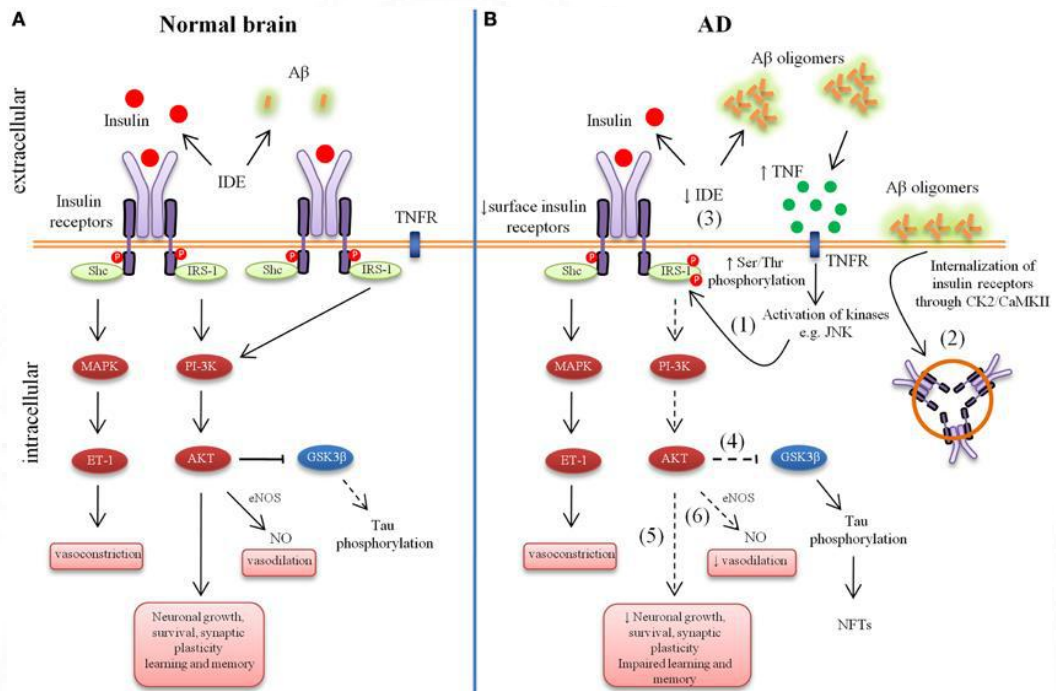 A
Normal brain
extracellular
intracellular
Aβ
Insulin
IDE
Insulin
receptors
TNFR
P
P
P
P
Shc
IRS-1
Shc
IRS-1
MAPK
PI-3K
ET-1
AKT
GSK3β
eNOS
NO
Tau
phosphorylation
vasoconstriction
vasodilation
Neuronal growth,
survival, synaptic
plasticity
learning and memory
B
AD
Aβ oligomers
Insulin
↑ TNF
↓ IDE
(3)
Aβ oligomers
↓surface insulin
receptors
TNFR
P
P
P
Shc
IRS-1
↑ Ser/Thr
phosphorylation
Internalization of
insulin receptors
through CK2/CaMKII
(1)
Activation of kinases
e.g. JNK
(2)
MAPK
PI-3K
ET-1
AKT
(4)
GSK3β
eNOS
(5)
(6)
NO
Tau
phosphorylation
vasoconstriction
↓ vasodilation
NFTs
↓ Neuronal growth,
survival, synaptic
plasticity
Impaired learning and
memory